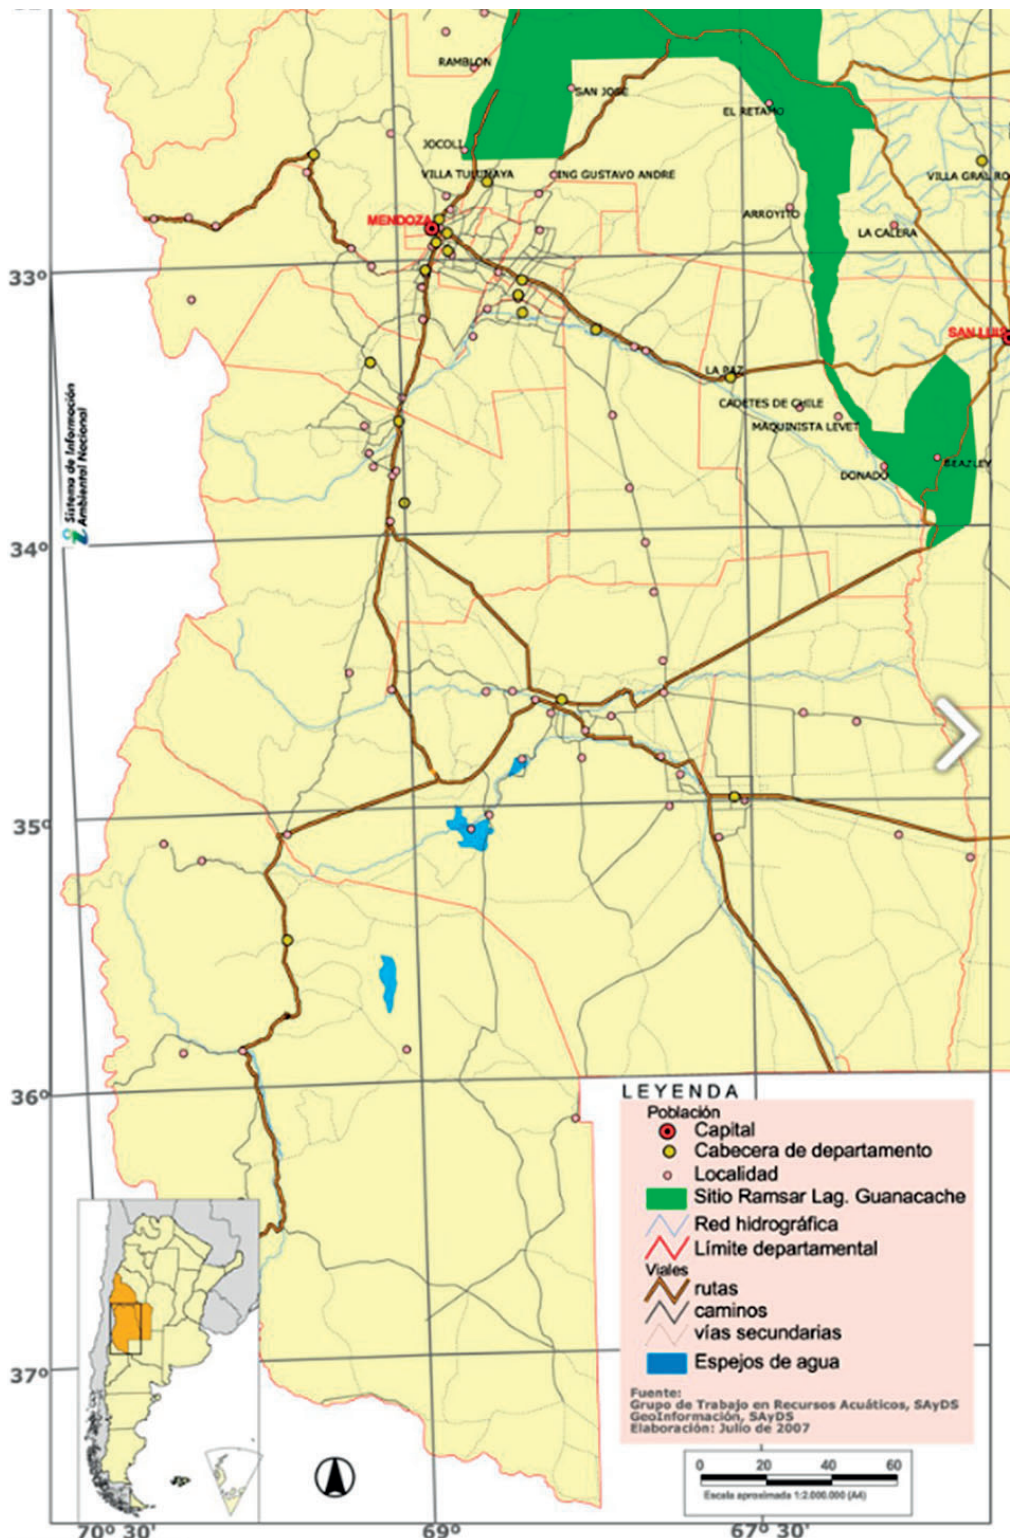 RAMBLON
SAN JOSE
EL RETAMO
JOCOLI
VILLA TULUMAYA
ING GUSTAVO ANDRE
VILLA GRAL RO
MENDOZA
ARROYITO
LA CALERA
33º
SAN LUIS
LA PAZ
CADETES DE CHILE
MAQUINISTA LEVET
BEAZLEY
DONADO
Sistema de Información
Ambiental Nacional
34º
35º
36º
LEYENDA
Población
Capital
Cabecera de departamento
Localidad
Sitio Ramsar Lag. Guanacache
Red hidrográfica
Límite departamental
Viales
rutas
caminos
vías secundarias
Espejos de agua
37º
Fuente:
Grupo de Trabajo en Recursos Acuáticos, SAyDS
GeoInformación, SAyDS
Elaboración: Julio de 2007
0 20 40 60
Escala aproximada 1:2.000.000 (A4)
70º 30' 69º 67º 30'